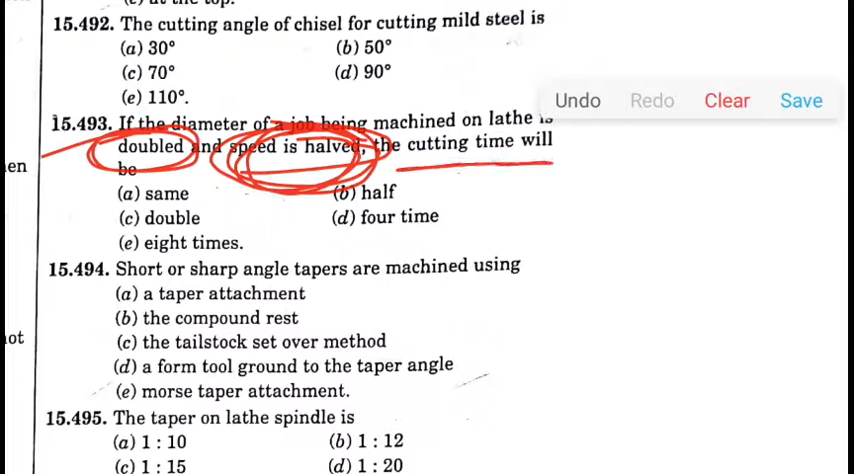 (e) at the top.
15.492. The cutting angle of chisel for cutting mild steel is
(a) 30° (b) 50°
(c) 70° (d) 90°
(e) 110°.
Undo Redo Clear Save
15.493. If the diameter of a job being machined on lathe is
doubled and speed is halved, the cutting time will
be
en
(a) same (b) half
(c) double (d) four time
(e) eight times.
15.494. Short or sharp angle tapers are machined using
(a) a taper attachment
(b) the compound rest
ot
(c) the tailstock set over method
(d) a form tool ground to the taper angle
(e) morse taper attachment.
15.495. The taper on lathe spindle is
(a) 1 : 10 (b) 1 : 12
(c) 1 : 15 (d) 1 : 20